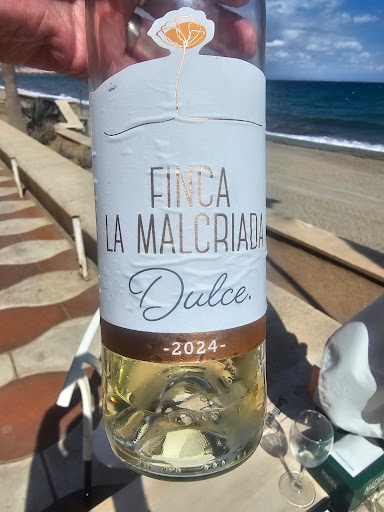 FINCA
LA MALCRIADA
Dulce.
-2024-